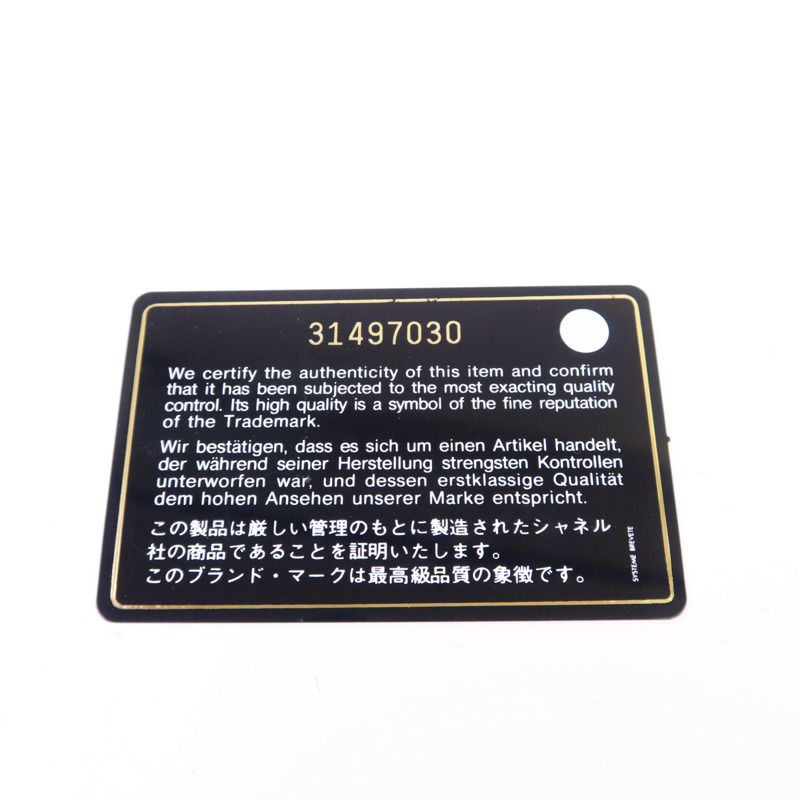 31497030
We certify the authenticity of this item and confirm
that it has been subjected to the most exacting quality
control. Its high quality is a symbol of the fine reputation
of the Trademark.
Wir bestätigen, dass es sich um einen Artikel handelt,
der während seiner Herstellung strengsten Kontrollen
unterworfen war, und dessen erstklassige Qualität
dem hohen Ansehen unserer Marke entspricht.
この製品は厳しい管理のもとに製造されたシャネル
社の商品であることを証明いたします。
このブランド・マークは最高級品質の象徴です。
SYSTEME BREVETE